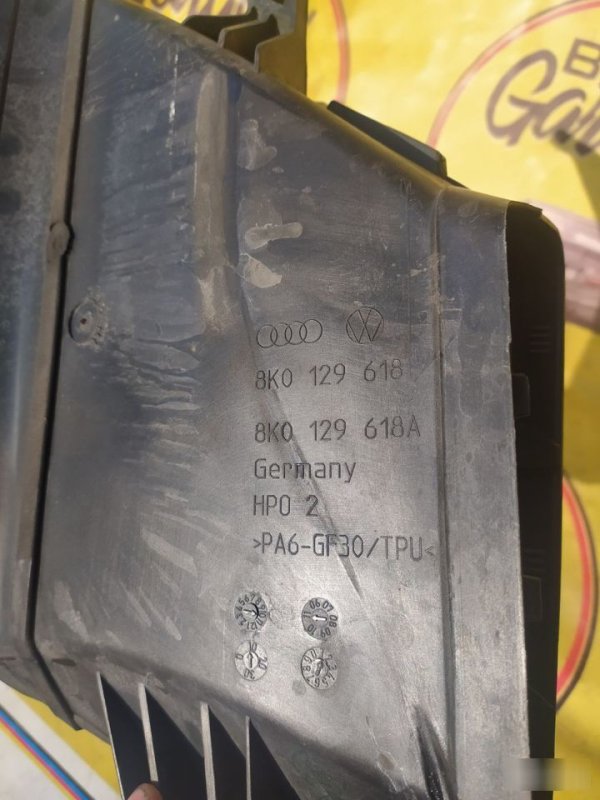 8K0 129 618
8K0 129 618A
Germany
HPO 2
>PA6-GF30/TPU<